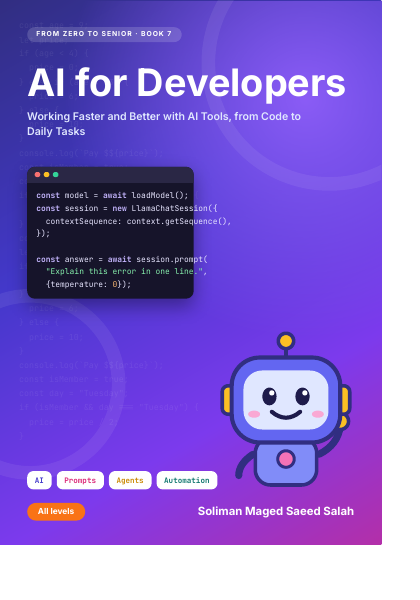 FROM ZERO TO SENIOR · BOOK 7
AI for Developers
Working Faster and Better with AI Tools, from Code to
Daily Tasks
const model = await loadModel();
const session = new LlamaChatSession({
contextSequence: context.getSequence(),
});
const answer = await session.prompt(
"Explain this error in one line.",
{temperature: 0});
AI
Prompts
Agents
Automation
All levels
Soliman Maged Saeed Salah